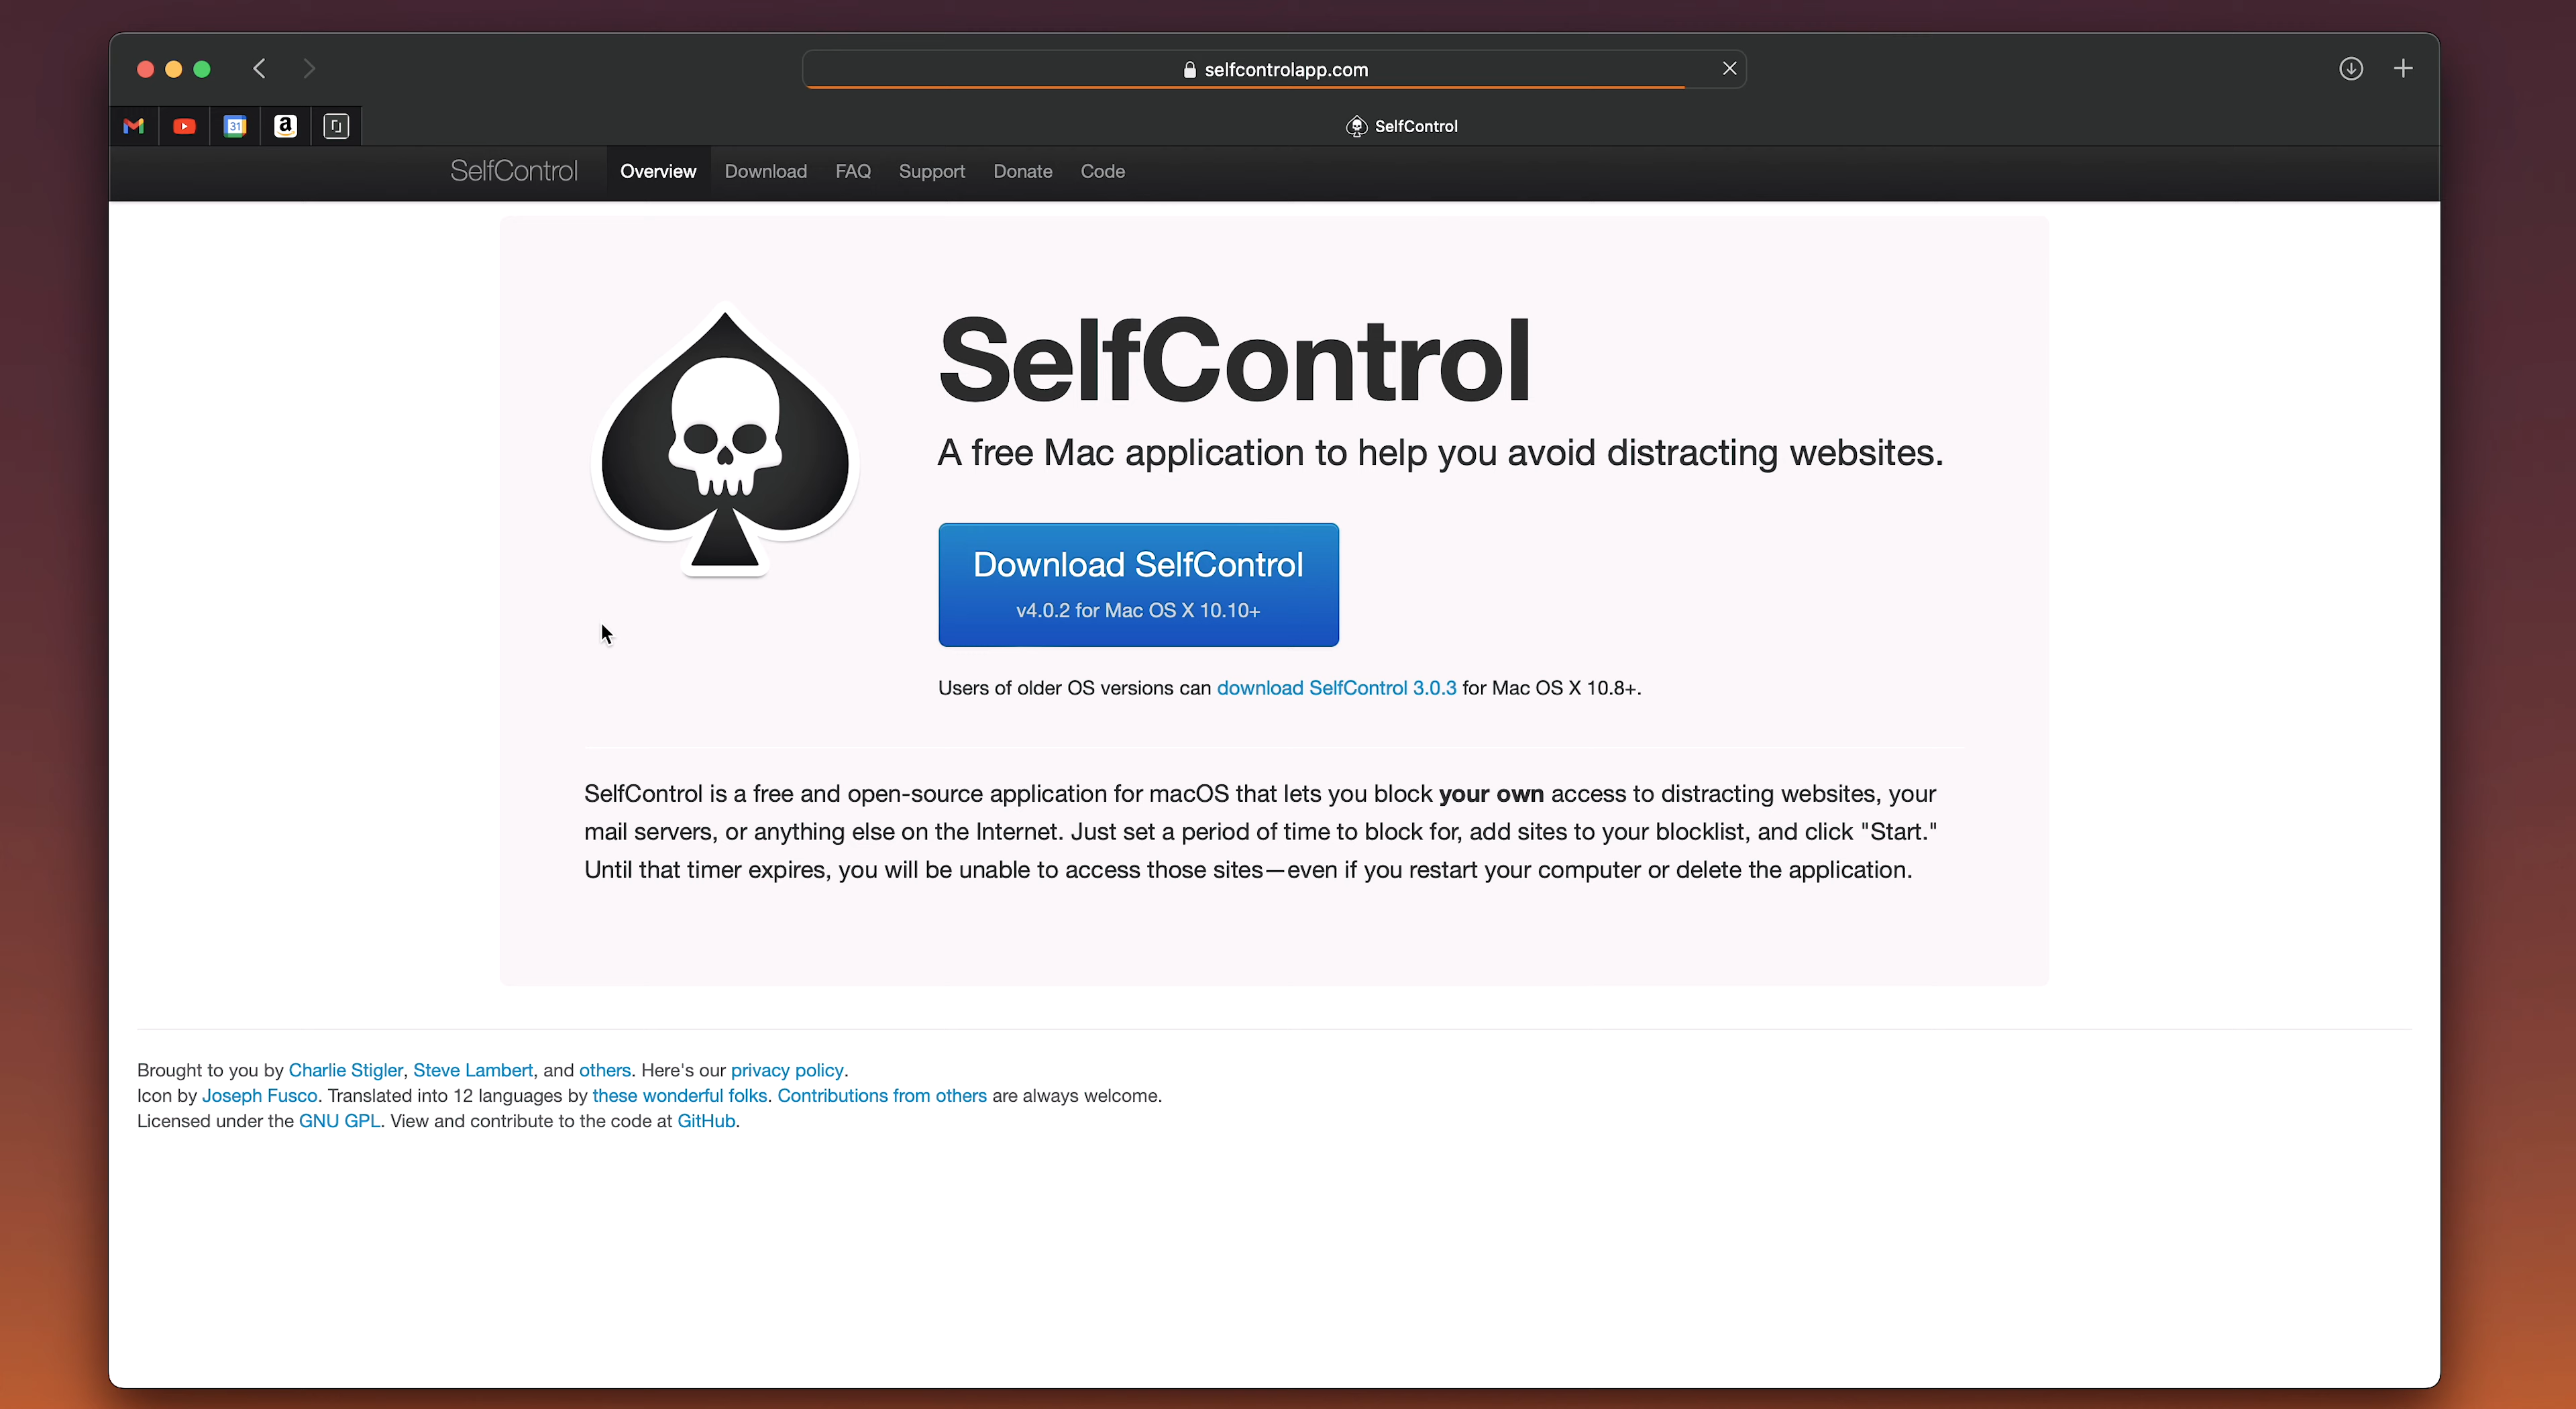 selfcontrolapp.com
31
a
SelfControl
SelfControl Overview Download FAQ Support Donate Code
SelfControl
A free Mac application to help you avoid distracting websites.
Download SelfControl
v4.0.2 for Mac OS X 10.10+
Users of older OS versions can download SelfControl 3.0.3 for Mac OS X 10.8+.
SelfControl is a free and open-source application for macOS that lets you block your own access to distracting websites, your
mail servers, or anything else on the Internet. Just set a period of time to block for, add sites to your blocklist, and click "Start."
Until that timer expires, you will be unable to access those sites—even if you restart your computer or delete the application.
Brought to you by Charlie Stigler, Steve Lambert, and others. Here's our privacy policy.
Icon by Joseph Fusco. Translated into 12 languages by these wonderful folks. Contributions from others are always welcome.
Licensed under the GNU GPL. View and contribute to the code at GitHub.